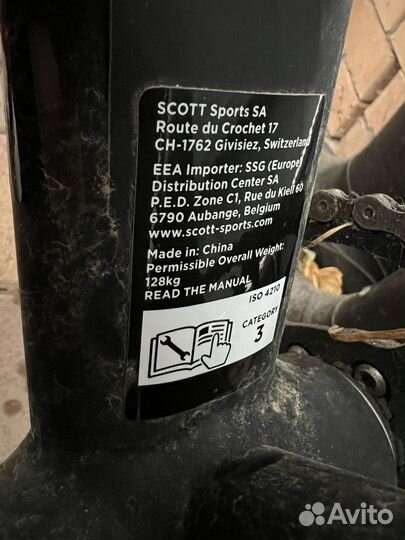 SCOTT Sports SA
Route du Crochet 17
CH-1762 Givisiez, Switzerland
EEA Importer: SSG (Europe)
Distribution Center SA
P.E.D. Zone C1, Rue du Kiell 60
6790 Aubange, Belgium
www.scott-sports.com
Made in: China
Permissible Overall Weight:
128kg
READ THE MANUAL
ISO 4210
CATEGORY
3
Avito